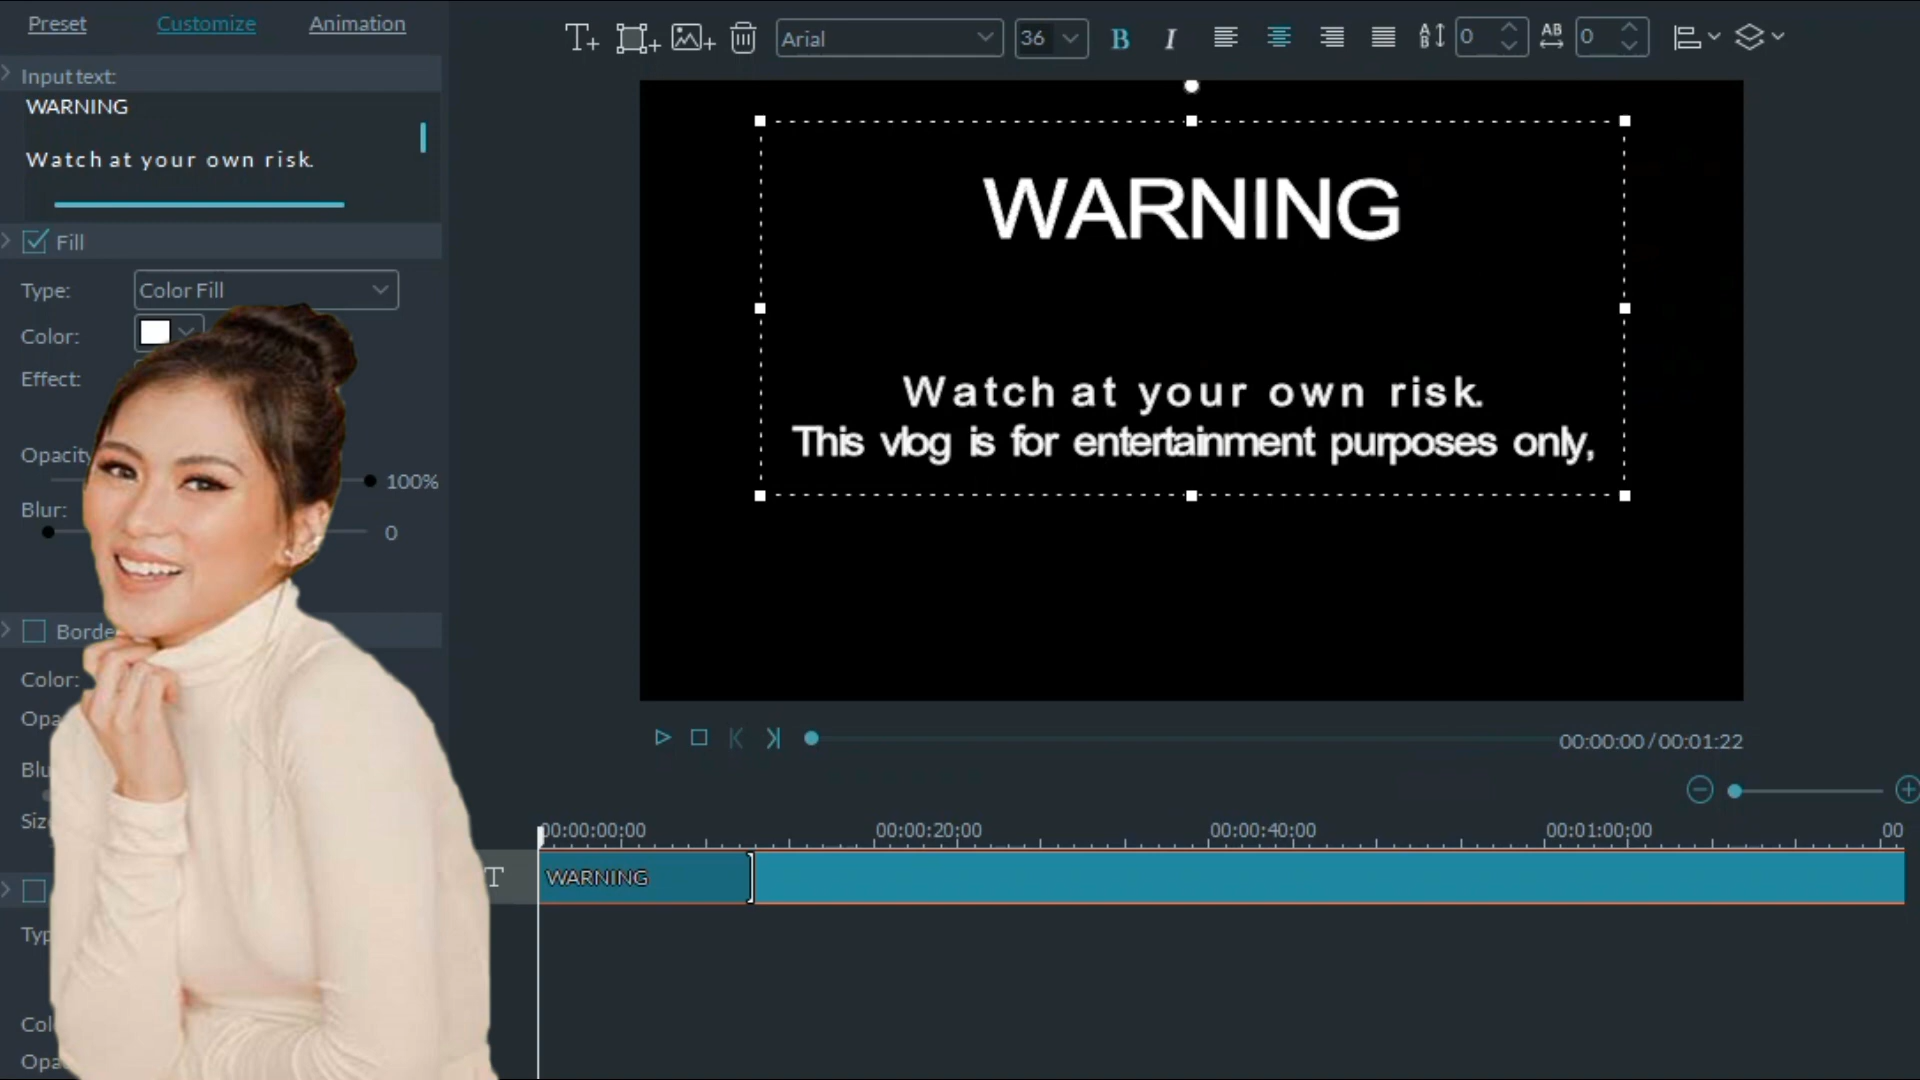 Preset Customize Animation
Input text:
WARNING
Watch at your own risk.
Fill
Type: Color Fill
Color:
Effect:
Opacity 100%
Blur: 0
Borde
Color:
Opa
Blu
Siz
Typ
Col
Opa
T+ Arial 36 B I AB 0 AB 0
WARNING
Watch at your own risk.
This vlog is for entertainment purposes only,
00:00:00/00:01:22
00:00:00;00 00:00:20;00 00:00:40;00 00:01:00;00 00
T WARNING